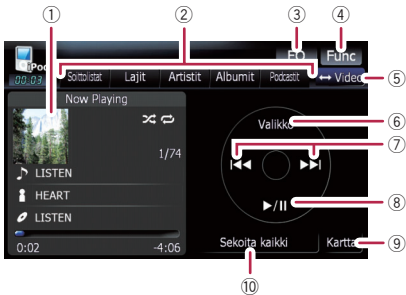 ① ② ③ ④
EQ Func
iPod
00:03 Soittolistat Lajit Artistit Albumit Podcastit ↔ Video ⑤
Now Playing
Valikko ⑥
1/74 ⑦
LISTEN
HEART ⑧
LISTEN
0:02 -4:06 Sekoita kaikki Kartta ⑨
⑩